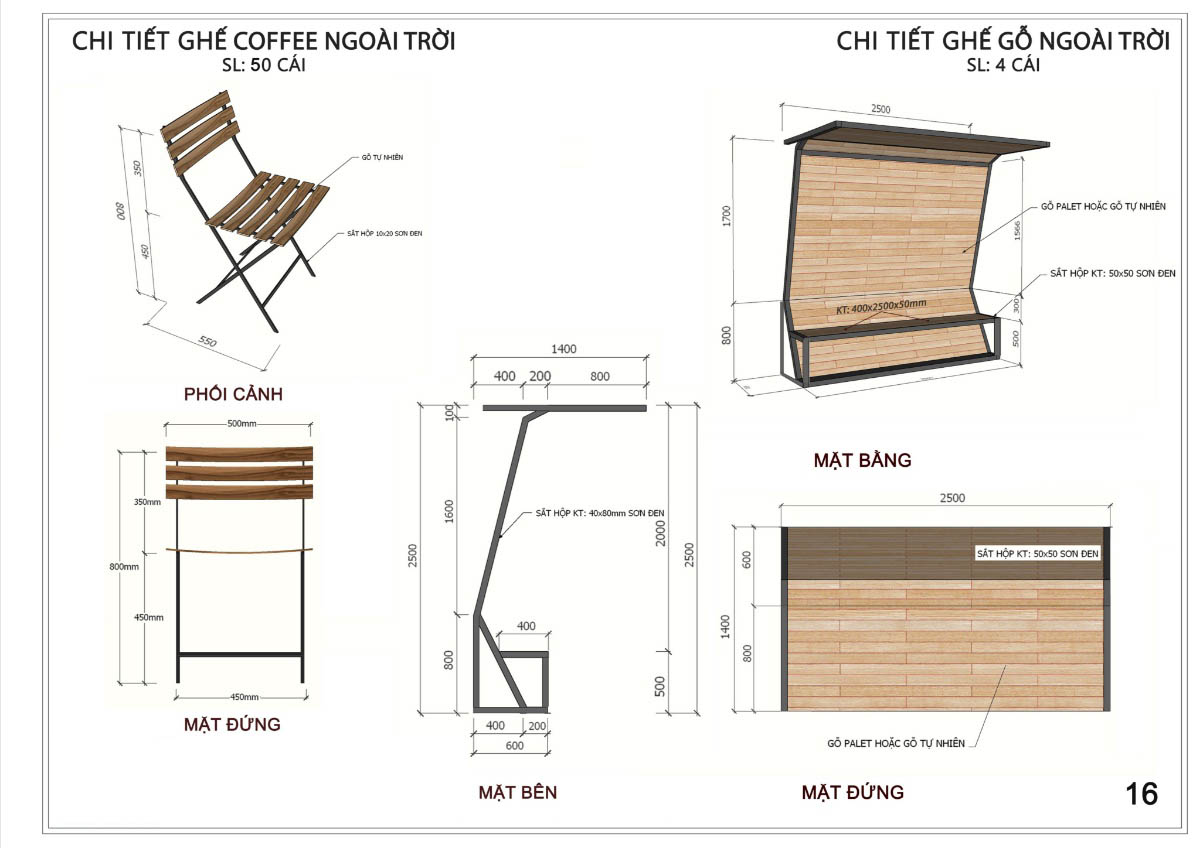 CHI TIẾT GHẾ COFFEE NGOÀI TRỜI
SL: 50 CÁI
350
800
450
550
GỖ TỰ NHIÊN
SẮT HỘP 10x20 SƠN ĐEN
PHỐI CẢNH
500mm
350mm
800mm
450mm
450mm
MẶT ĐỨNG
1400
400
200
800
100
1600
2500
800
SẮT HỘP KT: 40x80mm SƠN ĐEN
2000
2500
400
500
400
200
600
MẶT BÊN
CHI TIẾT GHẾ GỖ NGOÀI TRỜI
SL: 4 CÁI
2500
1700
800
GỖ PALET HOẶC GỖ TỰ NHIÊN
1566
SẮT HỘP KT: 50x50 SƠN ĐEN
KT: 400x2500x50mm
300
500
MẶT BẰNG
2500
SẮT HỘP KT: 50x50 SƠN ĐEN
600
1400
800
GỖ PALET HOẶC GỖ TỰ NHIÊN
MẶT ĐỨNG
16